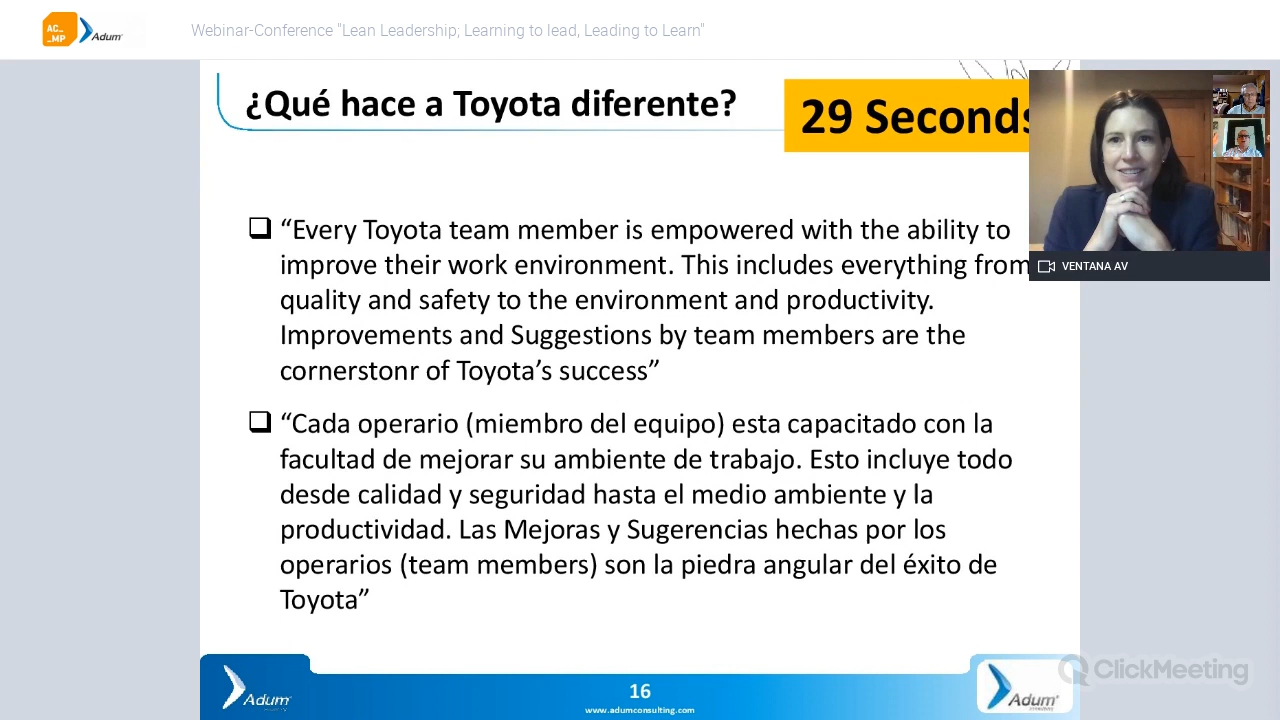 AC_
_MP
Adum
Webinar-Conference "Lean Leadership; Learning to lead, Leading to Learn"
¿Qué hace a Toyota diferente?
29 Seconds
VENTANA AV
❑ “Every Toyota team member is empowered with the ability to
improve their work environment. This includes everything from
quality and safety to the environment and productivity.
Improvements and Suggestions by team members are the
cornerstonr of Toyota’s success”
❑ “Cada operario (miembro del equipo) esta capacitado con la
facultad de mejorar su ambiente de trabajo. Esto incluye todo
desde calidad y seguridad hasta el medio ambiente y la
productividad. Las Mejoras y Sugerencias hechas por los
operarios (team members) son la piedra angular del éxito de
Toyota”
Adum
16
www.adumconsulting.com
Adum
ClickMeeting